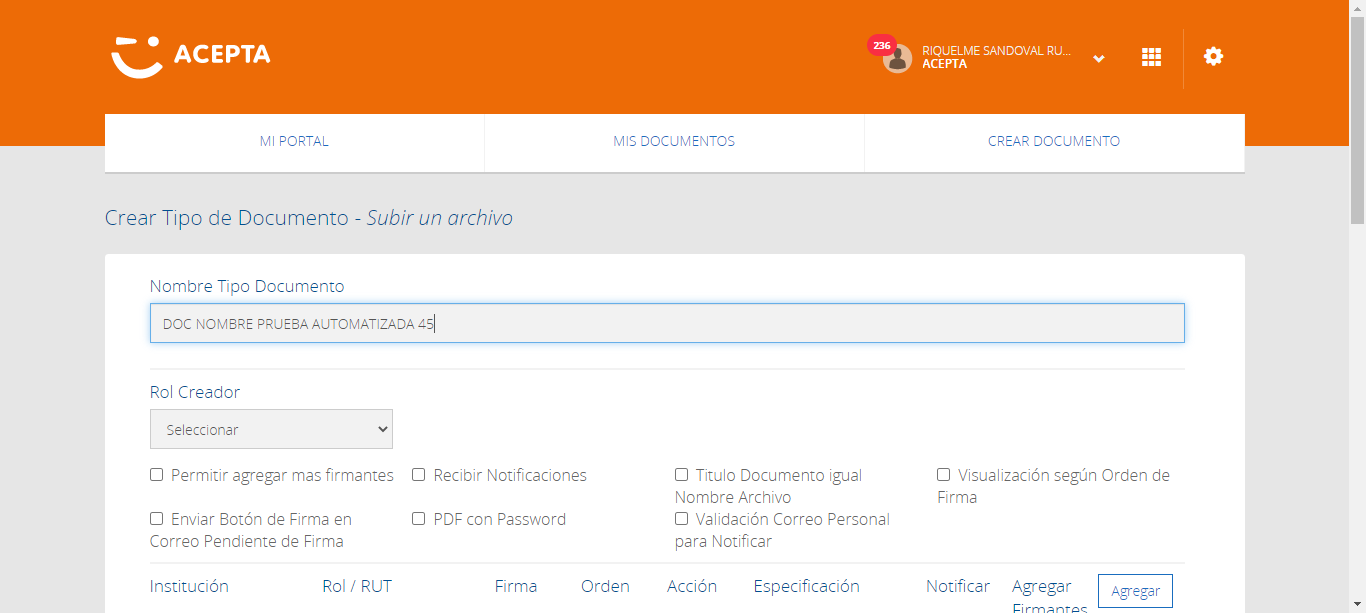 ACEPTA
236
RIQUELME SANDOVAL RU...
ACEPTA
MI PORTAL
MIS DOCUMENTOS
CREAR DOCUMENTO
Crear Tipo de Documento - Subir un archivo
Nombre Tipo Documento
DOC NOMBRE PRUEBA AUTOMATIZADA 45
Rol Creador
Seleccionar
Permitir agregar mas firmantes
Recibir Notificaciones
Titulo Documento igual
Nombre Archivo
Visualización según Orden de
Firma
Enviar Botón de Firma en
Correo Pendiente de Firma
PDF con Password
Validación Correo Personal
para Notificar
Institución
Rol / RUT
Firma
Orden
Acción
Especificación
Notificar
Agregar
Firmantes
Agregar